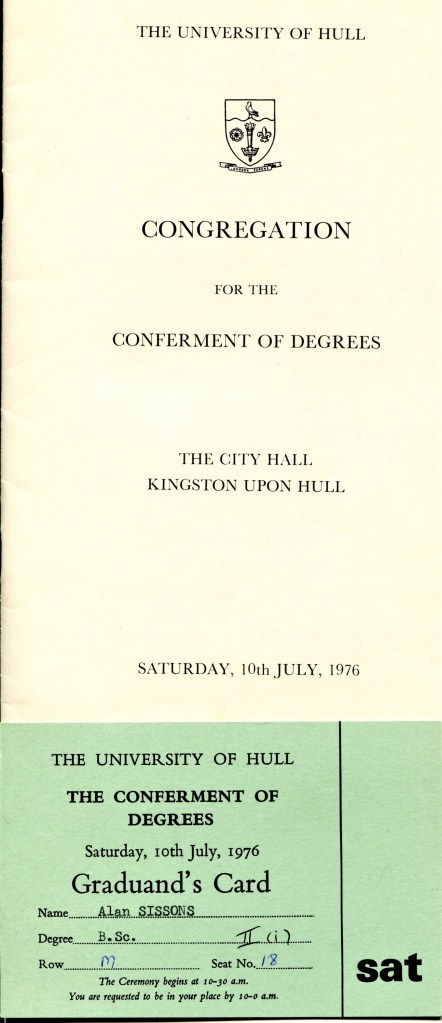 THE UNIVERSITY OF HULL
CONGREGATION
FOR THE
CONFERMENT OF DEGREES
THE CITY HALL
KINGSTON UPON HULL
SATURDAY, 10th JULY, 1976
THE UNIVERSITY OF HULL
THE CONFERMENT OF
DEGREES
Saturday, 10th July, 1976
Graduand's Card
Name Alan SISSONS
Degree B.Sc. II (i)
Row M Seat No. 18
sat
The Ceremony begins at 10-30 a.m.
You are requested to be in your place by 10-0 a.m.